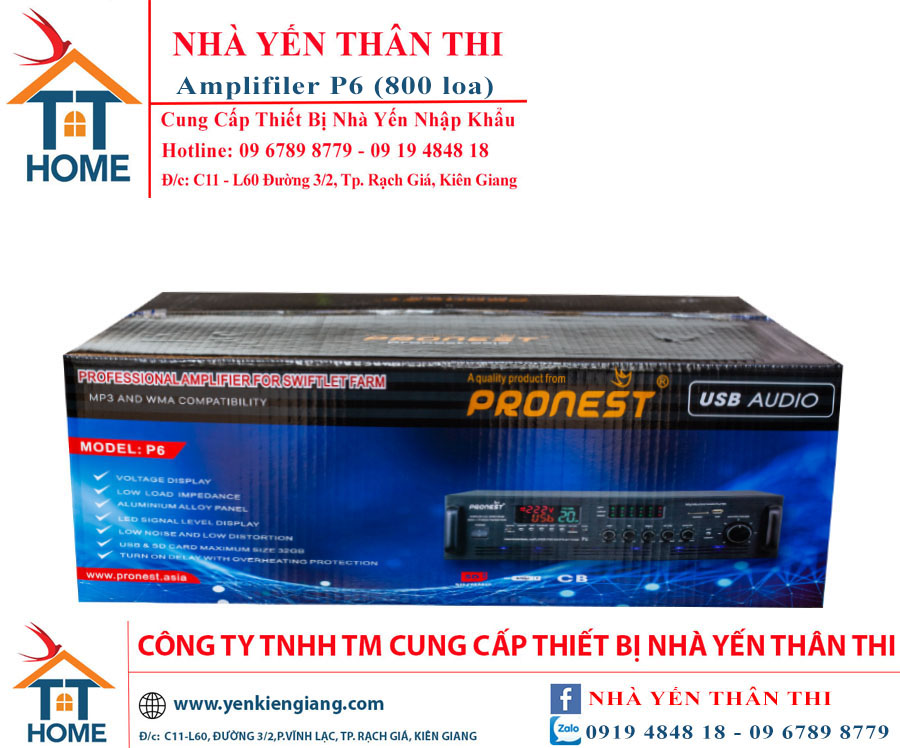 NHÀ YẾN THÂN THI
Amplifiler P6 (800 loa)
TT
HOME
Cung Cấp Thiết Bị Nhà Yến Nhập Khẩu
Hotline: 09 6789 8779 - 09 19 4848 18
Đ/c: C11 - L60 Đường 3/2, Tp. Rạch Giá, Kiên Giang
PROFESSIONAL AMPLIFIER FOR SWIFTLET FARM
MP3 AND WMA COMPATIBILITY
A quality product from
PRONEST®
USB AUDIO
MODEL: P6
VOLTAGE DISPLAY
LOW LOAD IMPEDANCE
ALUMINIUM ALLOY PANEL
LED SIGNAL LEVEL DISPLAY
LOW NOISE AND LOW DISTORTION
USB & SD CARD MAXIMUM SIZE 32GB
TURN ON DELAY WITH OVERHEATING PROTECTION
www.pronest.asia
PRONEST
CB
TT
HOME
CÔNG TY TNHH TM CUNG CẤP THIẾT BỊ NHÀ YẾN THÂN THI
www.yenkiengiang.com
Đ/c: C11-L60, ĐƯỜNG 3/2,P.VĨNH LẠC, TP. RẠCH GIÁ, KIÊN GIANG
f NHÀ YẾN THÂN THI
Zalo 0919 4848 18 - 09 6789 8779